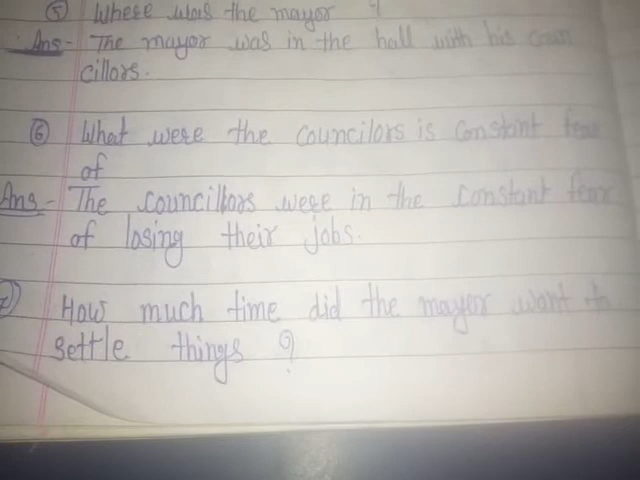 ⑤ Where was the mayor ?
Ans:- The mayor was in the hall with his coun
cillors.
⑥ What were the councilors is constant fear
of
Ans - The councillors were in the constant fear
of losing their jobs.
How much time did the mayor want to
settle things ?